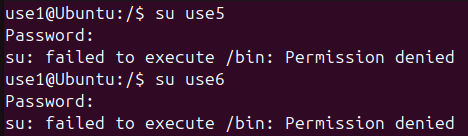 use1@Ubuntu:/$ su use5
Password:
su: failed to execute /bin: Permission denied
use1@Ubuntu:/$ su use6
Password:
su: failed to execute /bin: Permission denied